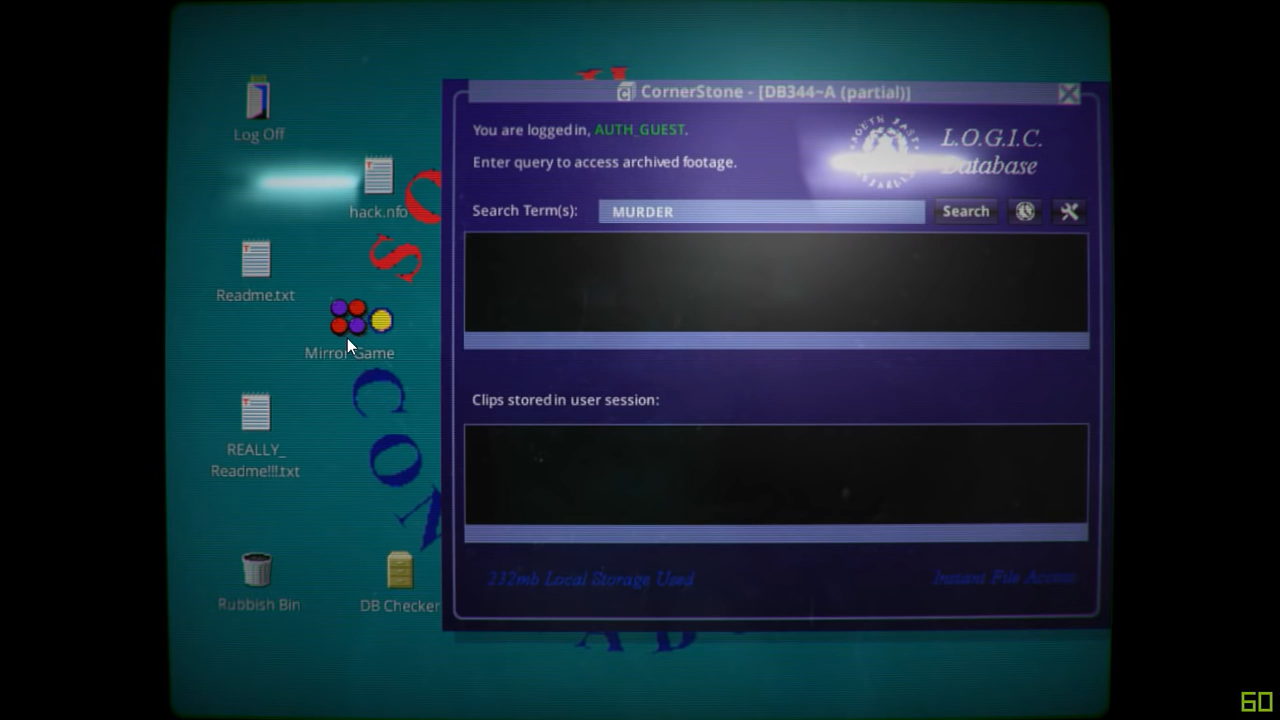 CornerStone - [DB344~A (partial)]
You are logged in, AUTH_GUEST.
Enter query to access archived footage.
SOUTH EAST
L.O.G.I.C.
Database
Search Term(s):
MURDER
Search
Clips stored in user session:
232mb Local Storage Used
Instant File Access
Log Off
hack.nfo
Readme.txt
Mirror Game
REALLY_
Readme!!!.txt
Rubbish Bin
DB Checker
60